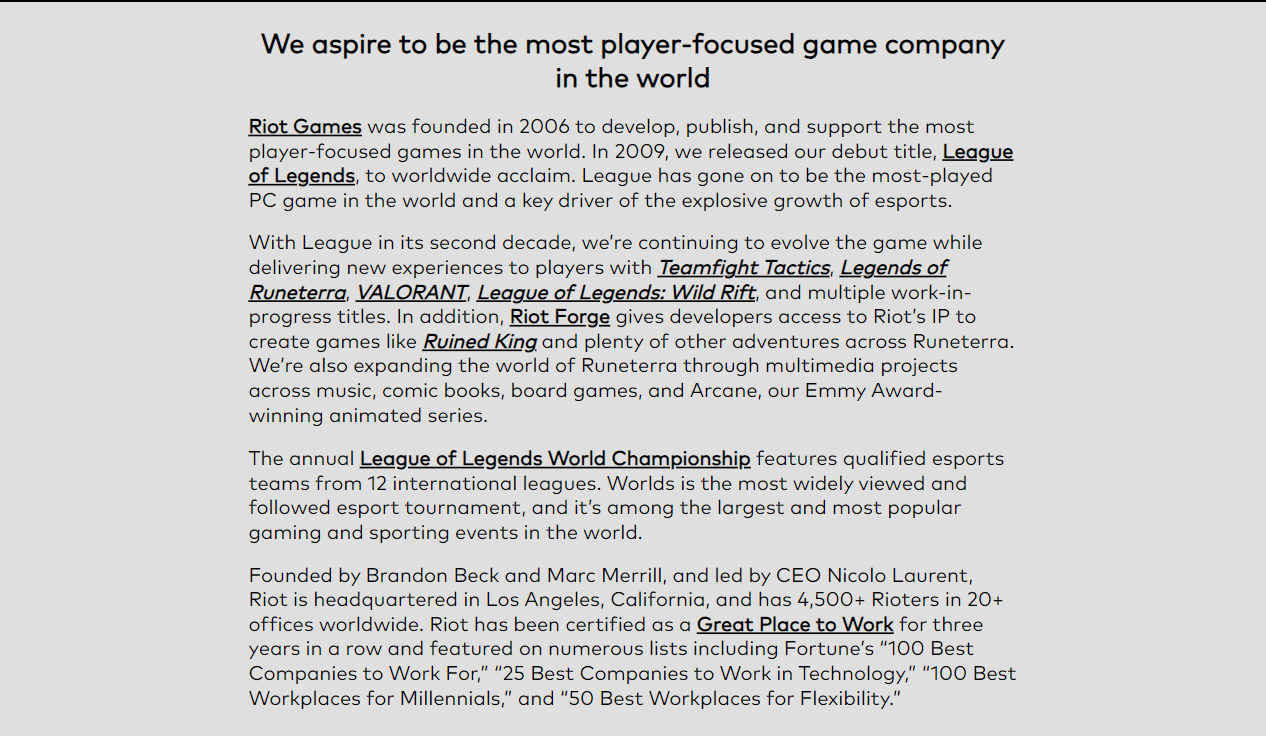 We aspire to be the most player-focused game company
in the world
Riot Games was founded in 2006 to develop, publish, and support the most
player-focused games in the world. In 2009, we released our debut title, League
of Legends, to worldwide acclaim. League has gone on to be the most-played
PC game in the world and a key driver of the explosive growth of esports.
With League in its second decade, we’re continuing to evolve the game while
delivering new experiences to players with Teamfight Tactics, Legends of
Runeterra, VALORANT, League of Legends: Wild Rift, and multiple work-in-
progress titles. In addition, Riot Forge gives developers access to Riot’s IP to
create games like Ruined King and plenty of other adventures across Runeterra.
We’re also expanding the world of Runeterra through multimedia projects
across music, comic books, board games, and Arcane, our Emmy Award-
winning animated series.
The annual League of Legends World Championship features qualified esports
teams from 12 international leagues. Worlds is the most widely viewed and
followed esport tournament, and it’s among the largest and most popular
gaming and sporting events in the world.
Founded by Brandon Beck and Marc Merrill, and led by CEO Nicolo Laurent,
Riot is headquartered in Los Angeles, California, and has 4,500+ Rioters in 20+
offices worldwide. Riot has been certified as a Great Place to Work for three
years in a row and featured on numerous lists including Fortune’s “100 Best
Companies to Work For,” “25 Best Companies to Work in Technology,” “100 Best
Workplaces for Millennials,” and “50 Best Workplaces for Flexibility.”